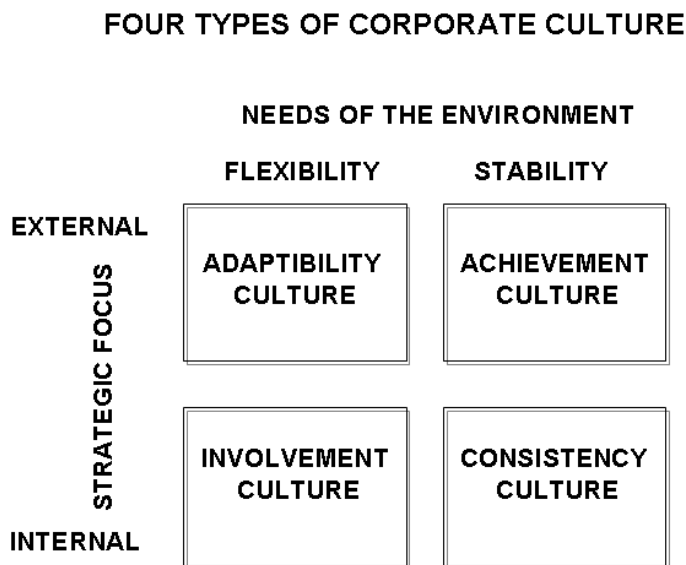 FOUR TYPES OF CORPORATE CULTURE
NEEDS OF THE ENVIRONMENT
FLEXIBILITY STABILITY
EXTERNAL
ADAPTIBILITY
CULTURE
ACHIEVEMENT
CULTURE
STRATEGIC FOCUS
INVOLVEMENT
CULTURE
CONSISTENCY
CULTURE
INTERNAL